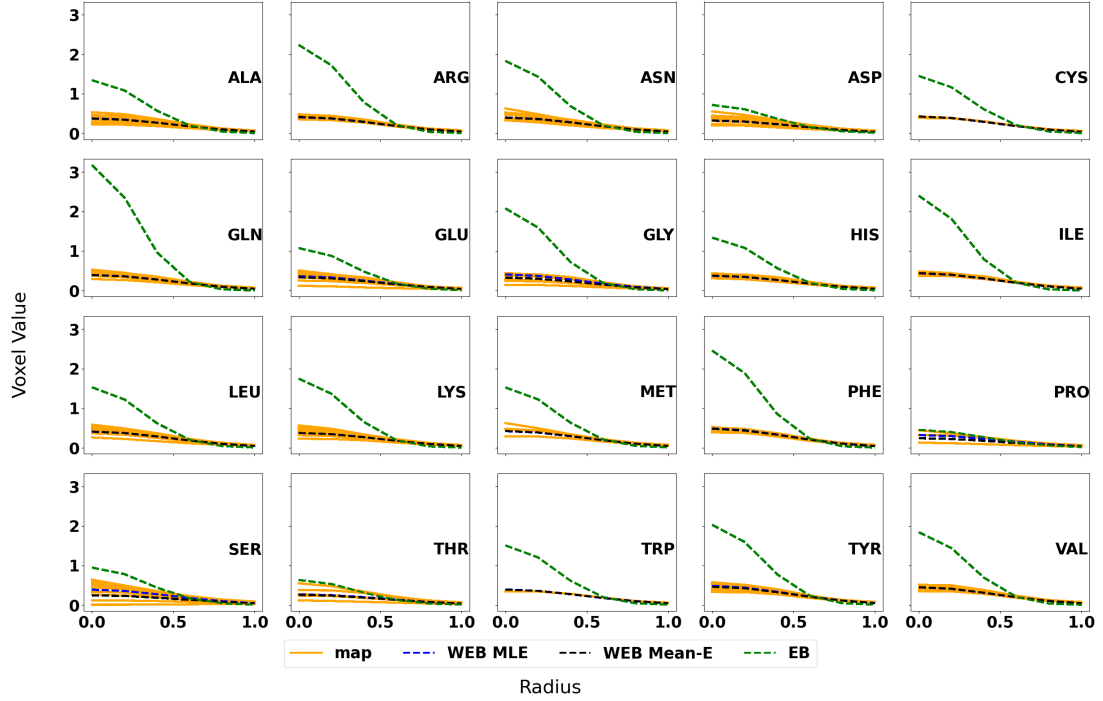 3
2
1
0
ALA
ARG
ASN
ASP
CYS
3
2
1
0
GLN
GLU
GLY
HIS
ILE
Voxel Value
3
2
1
0
LEU
LYS
MET
PHE
PRO
3
2
1
0
SER
THR
TRP
TYR
VAL
0.0 0.5 1.0 0.0 0.5 1.0 0.0 0.5 1.0 0.0 0.5 1.0 0.0 0.5 1.0
map WEB MLE WEB Mean-E EB
Radius